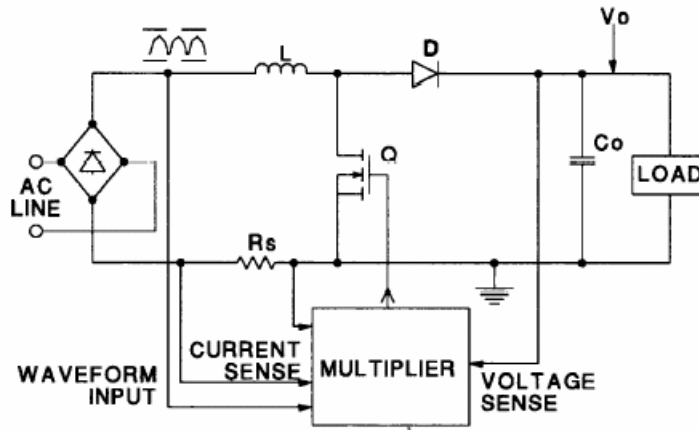 Vo
L
D
Q
Co
LOAD
AC
LINE
Rs
CURRENT
SENSE
MULTIPLIER
WAVEFORM
INPUT
VOLTAGE
SENSE